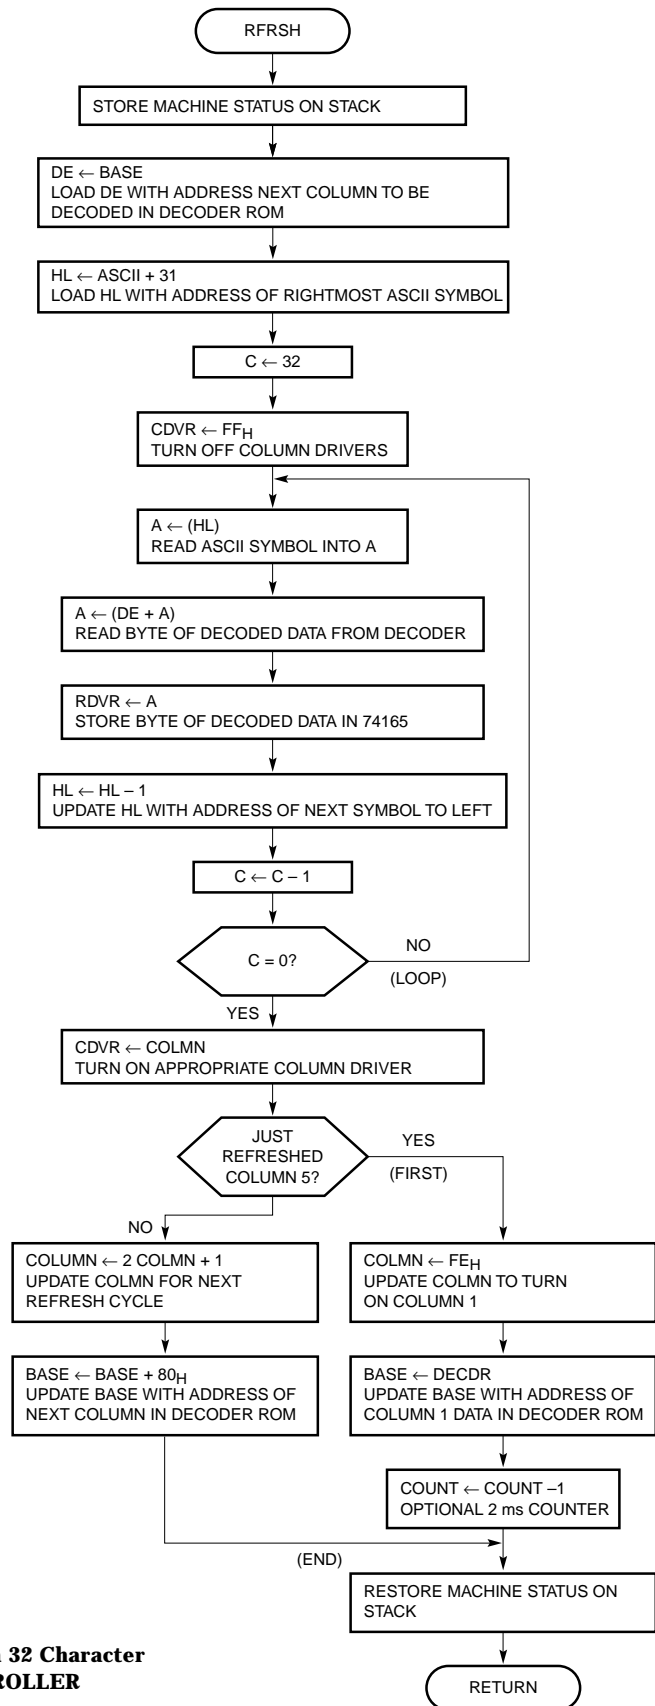 RFRSH
STORE MACHINE STATUS ON STACK
DE ← BASE
LOAD DE WITH ADDRESS NEXT COLUMN TO BE
DECODED IN DECODER ROM
HL ← ASCII + 31
LOAD HL WITH ADDRESS OF RIGHTMOST ASCII SYMBOL
C ← 32
CDVR ← FFH
TURN OFF COLUMN DRIVERS
A ← (HL)
READ ASCII SYMBOL INTO A
A ← (DE + A)
READ BYTE OF DECODED DATA FROM DECODER
RDVR ← A
STORE BYTE OF DECODED DATA IN 74165
HL ← HL – 1
UPDATE HL WITH ADDRESS OF NEXT SYMBOL TO LEFT
C ← C – 1
C = 0?
NO
(LOOP)
YES
CDVR ← COLMN
TURN ON APPROPRIATE COLUMN DRIVER
JUST
REFRESHED
COLUMN 5?
YES
(FIRST)
NO
COLUMN ← 2 COLMN + 1
UPDATE COLMN FOR NEXT
REFRESH CYCLE
COLMN ← FEH
UPDATE COLMN TO TURN
ON COLUMN 1
BASE ← BASE + 80H
UPDATE BASE WITH ADDRESS OF
NEXT COLUMN IN DECODER ROM
BASE ← DECDR
UPDATE BASE WITH ADDRESS OF
COLUMN 1 DATA IN DECODER ROM
COUNT ← COUNT –1
OPTIONAL 2 ms COUNTER
(END)
RESTORE MACHINE STATUS ON
STACK
RETURN
32 Character
ROLLER